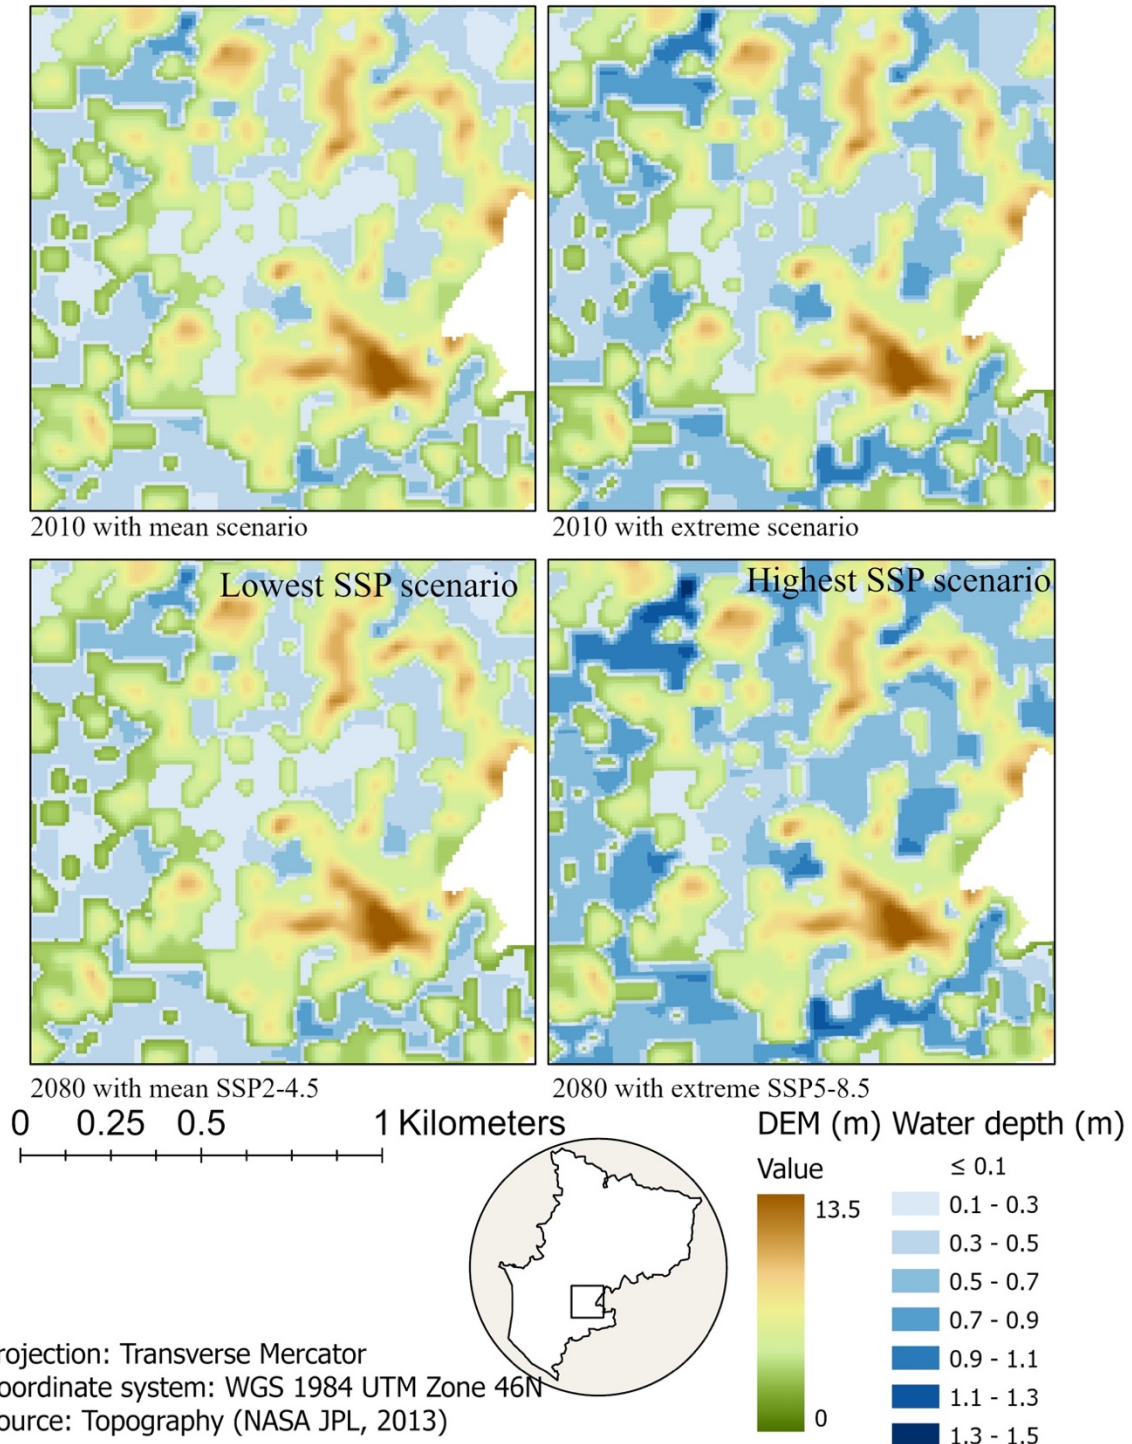 2010 with mean scenario
2010 with extreme scenario
Lowest SSP scenario
Highest SSP scenario
2080 with mean SSP2-4.5
2080 with extreme SSP5-8.5
0 0.25 0.5 1 Kilometers
DEM (m)
Value
13.5
0
Water depth (m)
≤ 0.1
0.1 - 0.3
0.3 - 0.5
0.5 - 0.7
0.7 - 0.9
0.9 - 1.1
1.1 - 1.3
1.3 - 1.5
rojection: Transverse Mercator
oordinate system: WGS 1984 UTM Zone 46N
ource: Topography (NASA JPL, 2013)